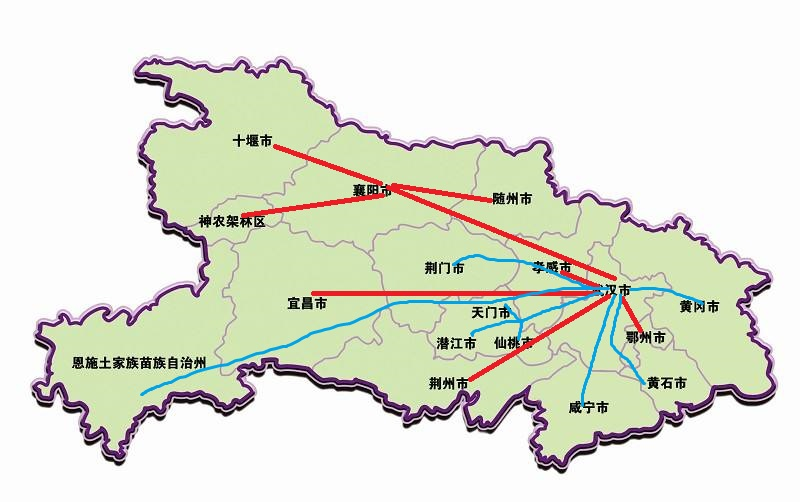 十堰市
襄阳市
随州市
神农架林区
荆门市
孝感市
宜昌市
汉市
黄冈市
天门市
潜江市
仙桃市
鄂州市
恩施土家族苗族自治州
荆州市
黄石市
咸宁市